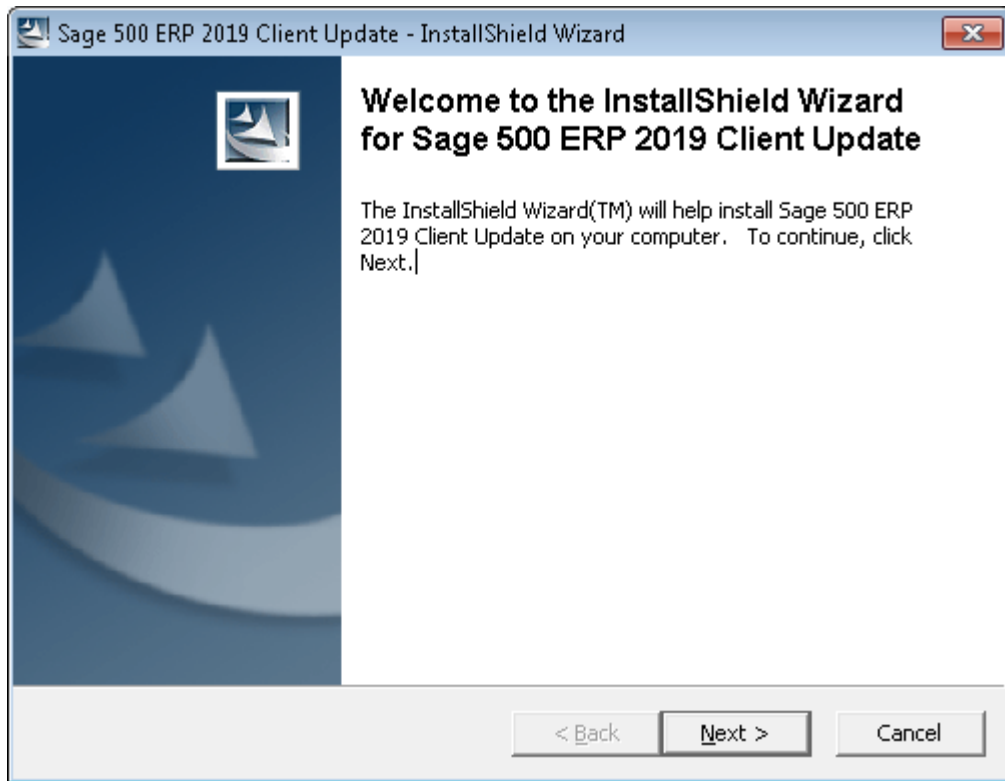 Sage 500 ERP 2019 Client Update - InstallShield Wizard
Welcome to the InstallShield Wizard
for Sage 500 ERP 2019 Client Update
The InstallShield Wizard(TM) will help install Sage 500 ERP
2019 Client Update on your computer.   To continue, click
Next.
< Back
Next >
Cancel